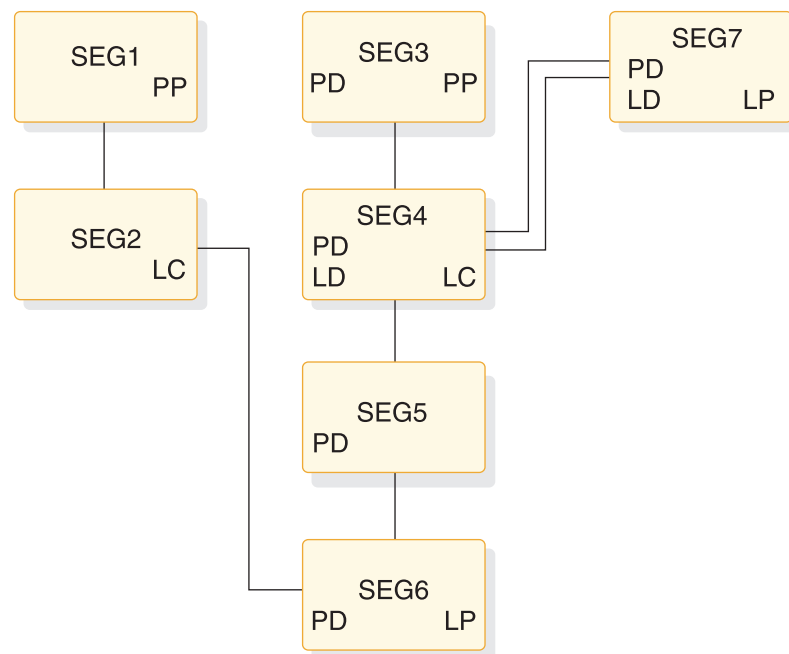 SEG1
PP
SEG2
LC
SEG3
PD PP
SEG4
PD
LD LC
SEG5
PD
SEG6
PD LP
SEG7
PD
LD LP